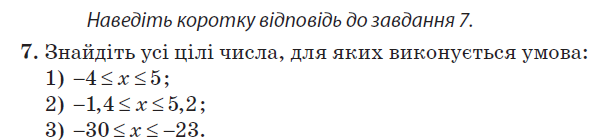 Наведіть коротку відповідь до завдання 7.
7. Знайдіть усі цілі числа, для яких виконується умова:
1) –4 ≤ x ≤ 5;
2) –1,4 ≤ x ≤ 5,2;
3) –30 ≤ x ≤ –23.